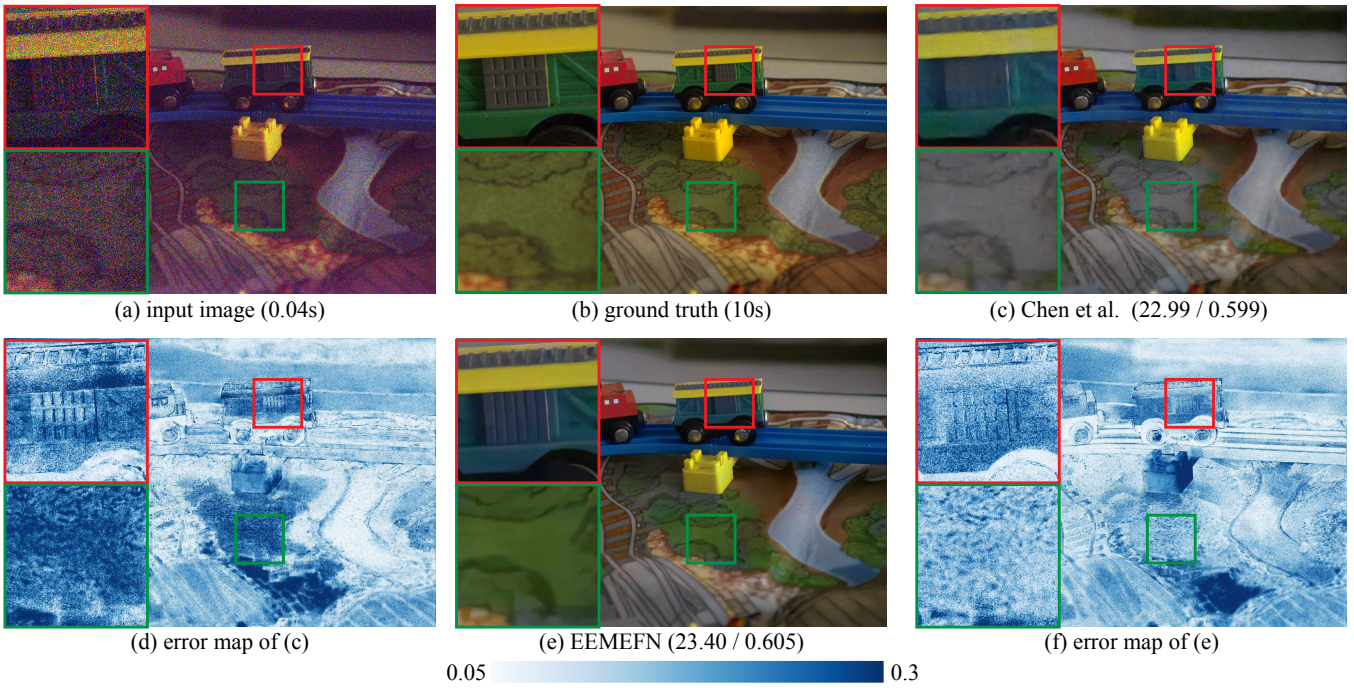 (a) input image (0.04s)
(b) ground truth (10s)
(c) Chen et al. (22.99 / 0.599)
(d) error map of (c)
(e) EEMEFN (23.40 / 0.605)
(f) error map of (e)
0.05
0.3